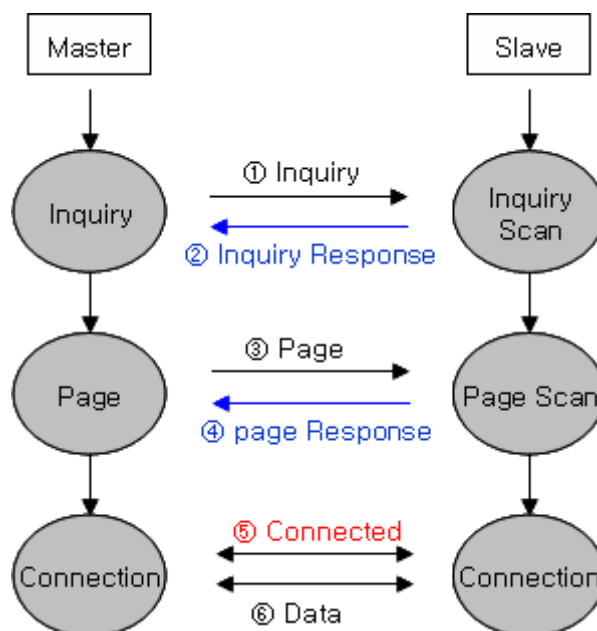 Master
Slave
① Inquiry
Inquiry
Inquiry
Scan
② Inquiry Response
③ Page
Page
Page Scan
④ page Response
⑤ Connected
Connection
Connection
⑥ Data